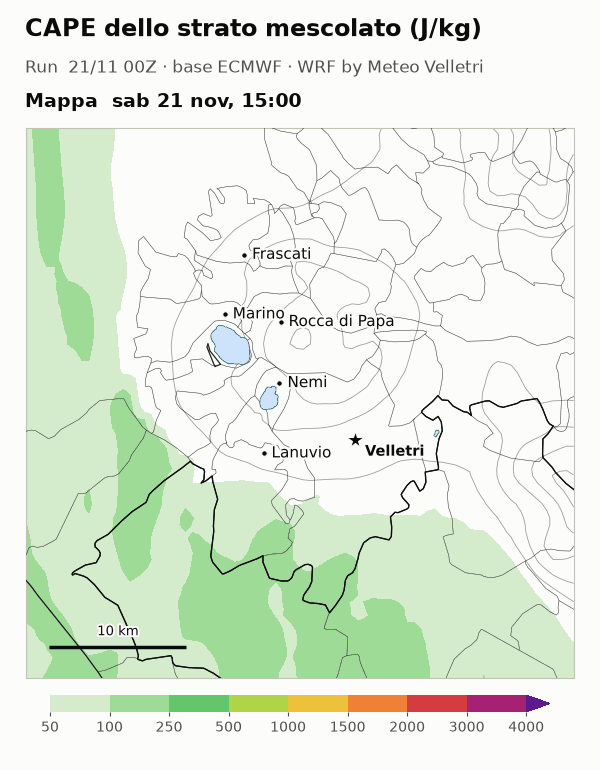 CAPE dello strato mescolato (J/kg)
Run  21/11 00Z · base ECMWF · WRF by Meteo Velletri
Mappa  sab 21 nov, 15:00
Frascati
Marino
Rocca di Papa
Nemi
Velletri
Lanuvio
10 km
50 100 250 500 1000 1500 2000 3000 4000